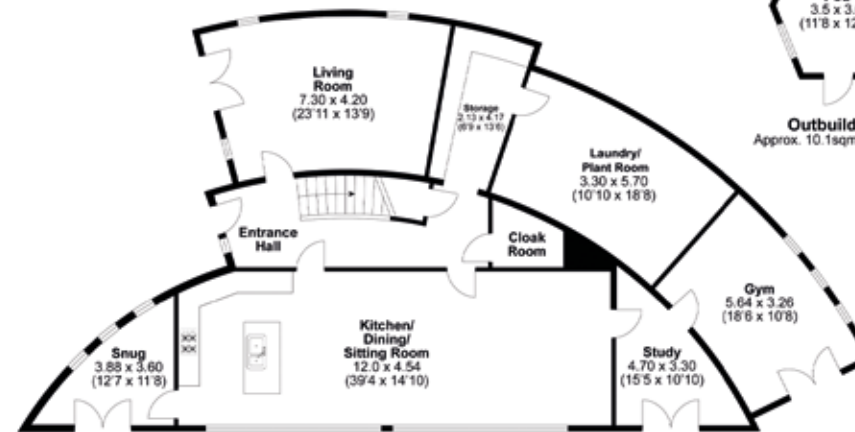 Living
Room
7.30 x 4.20
(23'11 x 13'9)
Storage
2.13 x 4.17
(6'9 x 13'6)
Laundry/
Plant Room
3.30 x 5.70
(10'10 x 18'8)
3.5 x 3.
(11'8 x 12
Outbuild
Approx. 10.1sqm
Entrance
Hall
Cloak
Room
Gym
5.64 x 3.26
(18'6 x 10'8)
Kitchen/
Dining/
Sitting Room
12.0 x 4.54
(39'4 x 14'10)
Snug
3.88 x 3.60
(12'7 x 11'8)
Study
4.70 x 3.30
(15'5 x 10'10)